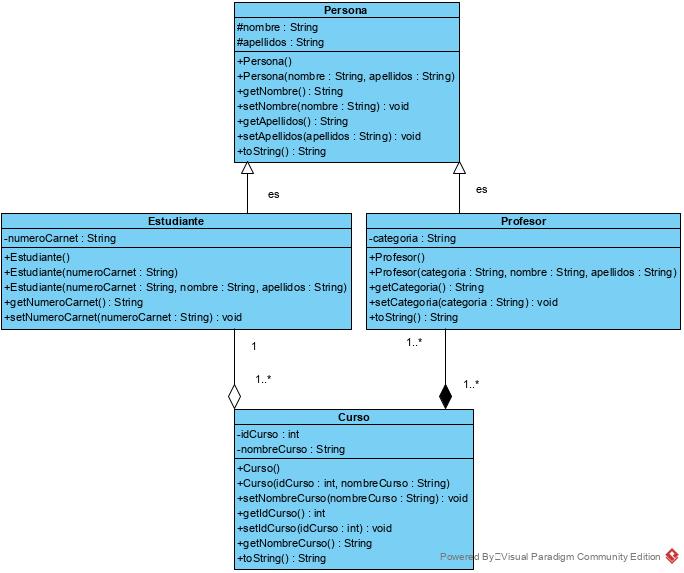 Persona
#nombre : String
#apellidos : String
+Persona()
+Persona(nombre : String, apellidos : String)
+getNombre() : String
+setNombre(nombre : String) : void
+getApellidos() : String
+setApellidos(apellidos : String) : void
+toString() : String
es
es
Estudiante
-numeroCarnet : String
+Estudiante()
+Estudiante(numeroCarnet : String)
+Estudiante(numeroCarnet : String, nombre : String, apellidos : String)
+getNumeroCarnet() : String
+setNumeroCarnet(numeroCarnet : String) : void
Profesor
-categoria : String
+Profesor()
+Profesor(categoria : String, nombre : String, apellidos : String)
+getCategoria() : String
+setCategoria(categoria : String) : void
+toString() : String
1
1..*
1..*
1..*
Curso
-idCurso : int
-nombreCurso : String
+Curso()
+Curso(idCurso : int, nombreCurso : String)
+setNombreCurso(nombreCurso : String) : void
+getIdCurso() : int
+setIdCurso(idCurso : int) : void
+getNombreCurso() : String
+toString() : String
Powered By Visual Paradigm Community Edition